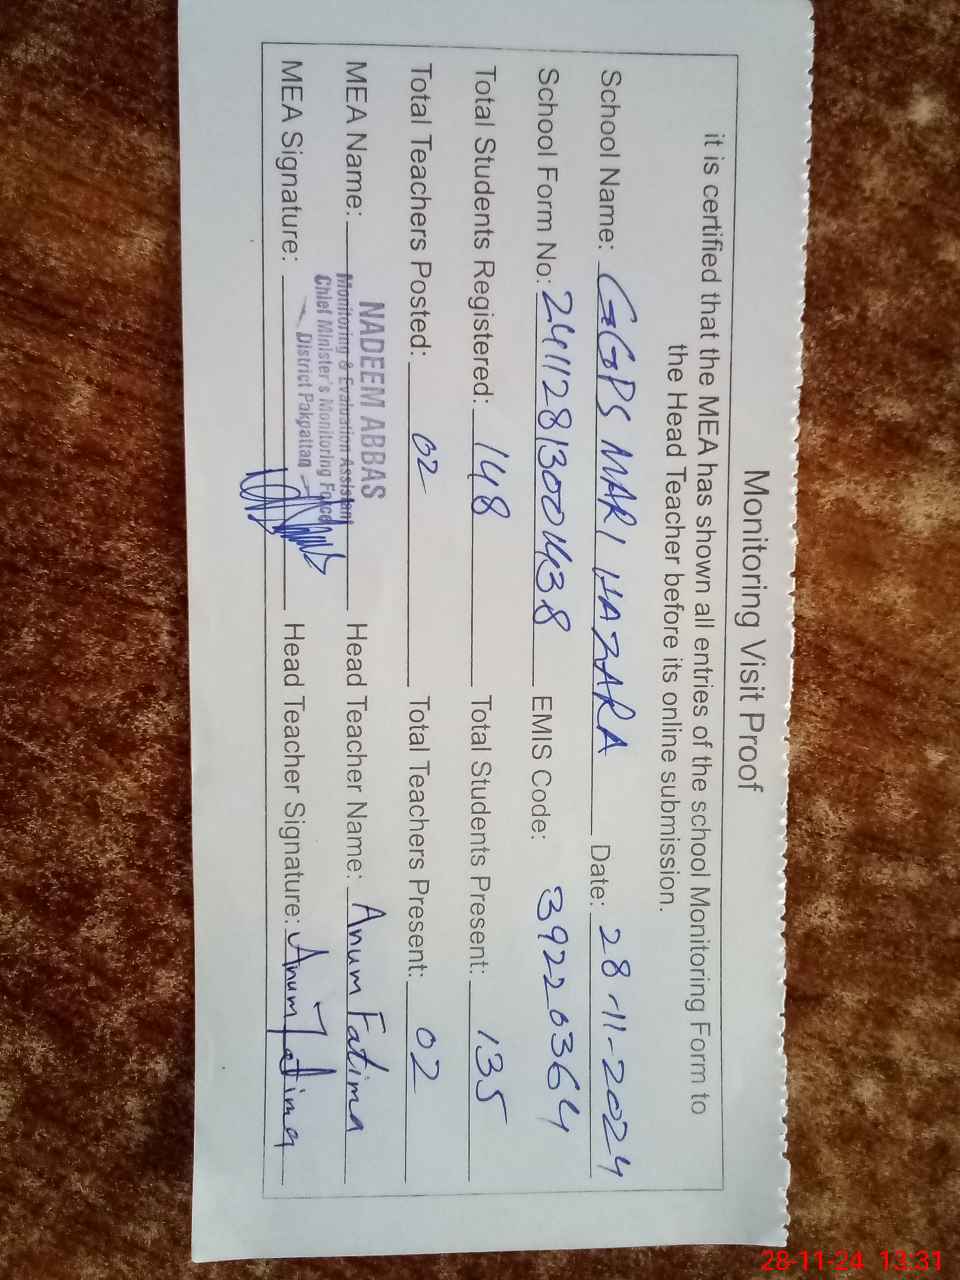 Monitoring Visit Proof
it is certified that the MEA has shown all entries of the school Monitoring Form to
the Head Teacher before its online submission.
School Name: GGPS MARI HAZARA Date: 28-11-2024
School Form No: 24112813001438 EMIS Code: 39220364
Total Students Registered: 148 Total Students Present: 135
Total Teachers Posted: 02 Total Teachers Present: 02
MEA Name: NADEEM ABBAS Head Teacher Name: Anum Fatima
Monitoring & Evaluation Assistant
Chief Minister's Monitoring Force
District Pakpattan
MEA Signature: Head Teacher Signature: Anum Fatima
28-11-24 13:31